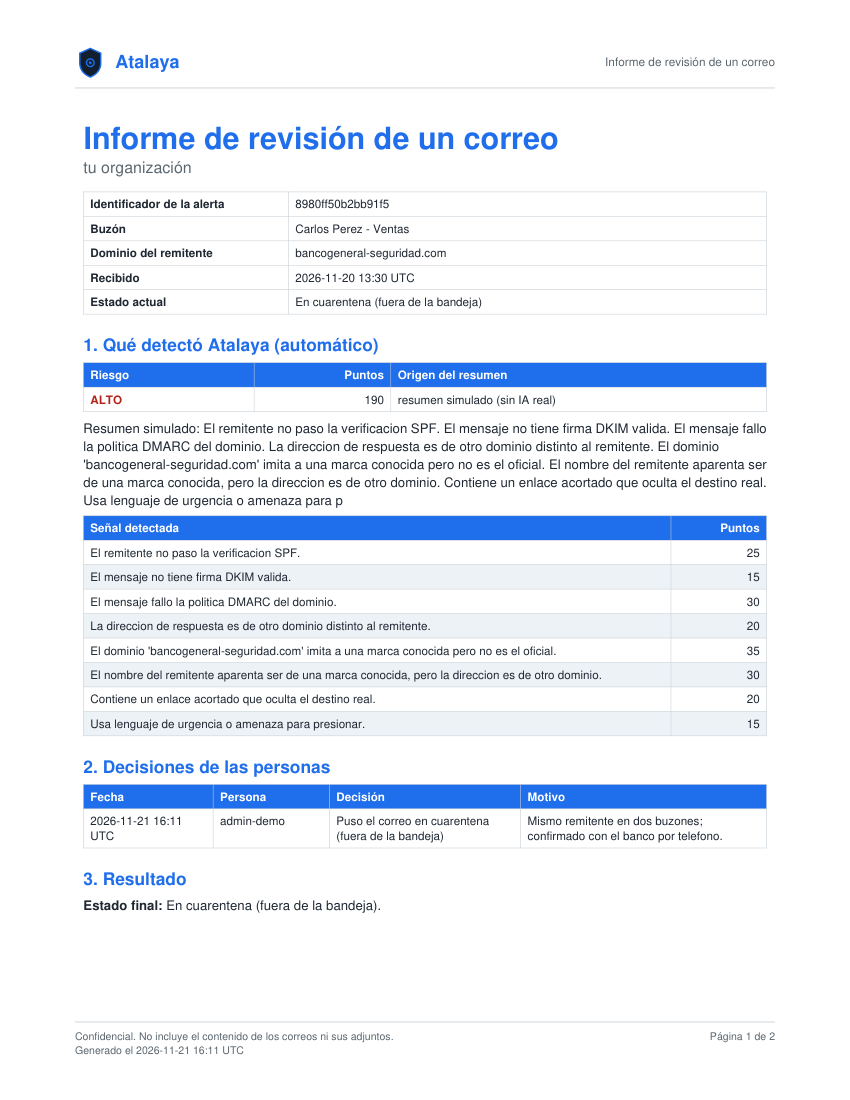 Atalaya
Informe de revisión de un correo
Informe de revisión de un correo
tu organización
Identificador de la alerta 8980ff50b2bb91f5
Buzón Carlos Perez - Ventas
Dominio del remitente bancogeneral-seguridad.com
Recibido 2026-11-20 13:30 UTC
Estado actual En cuarentena (fuera de la bandeja)
1. Qué detectó Atalaya (automático)
Riesgo Puntos Origen del resumen
ALTO 190 resumen simulado (sin IA real)
Resumen simulado: El remitente no paso la verificacion SPF. El mensaje no tiene firma DKIM valida. El mensaje fallo
la politica DMARC del dominio. La direccion de respuesta es de otro dominio distinto al remitente. El dominio
'bancogeneral-seguridad.com' imita a una marca conocida pero no es el oficial. El nombre del remitente aparenta ser
de una marca conocida, pero la direccion es de otro dominio. Contiene un enlace acortado que oculta el destino real.
Usa lenguaje de urgencia o amenaza para p
Señal detectada Puntos
El remitente no paso la verificacion SPF. 25
El mensaje no tiene firma DKIM valida. 15
El mensaje fallo la politica DMARC del dominio. 30
La direccion de respuesta es de otro dominio distinto al remitente. 20
El dominio 'bancogeneral-seguridad.com' imita a una marca conocida pero no es el oficial. 35
El nombre del remitente aparenta ser de una marca conocida, pero la direccion es de otro dominio. 30
Contiene un enlace acortado que oculta el destino real. 20
Usa lenguaje de urgencia o amenaza para presionar. 15
2. Decisiones de las personas
Fecha Persona Decisión Motivo
2026-11-21 16:11 admin-demo Puso el correo en cuarentena Mismo remitente en dos buzones;
UTC (fuera de la bandeja) confirmado con el banco por telefono.
3. Resultado
Estado final: En cuarentena (fuera de la bandeja).
Confidencial. No incluye el contenido de los correos ni sus adjuntos. Página 1 de 2
Generado el 2026-11-21 16:11 UTC